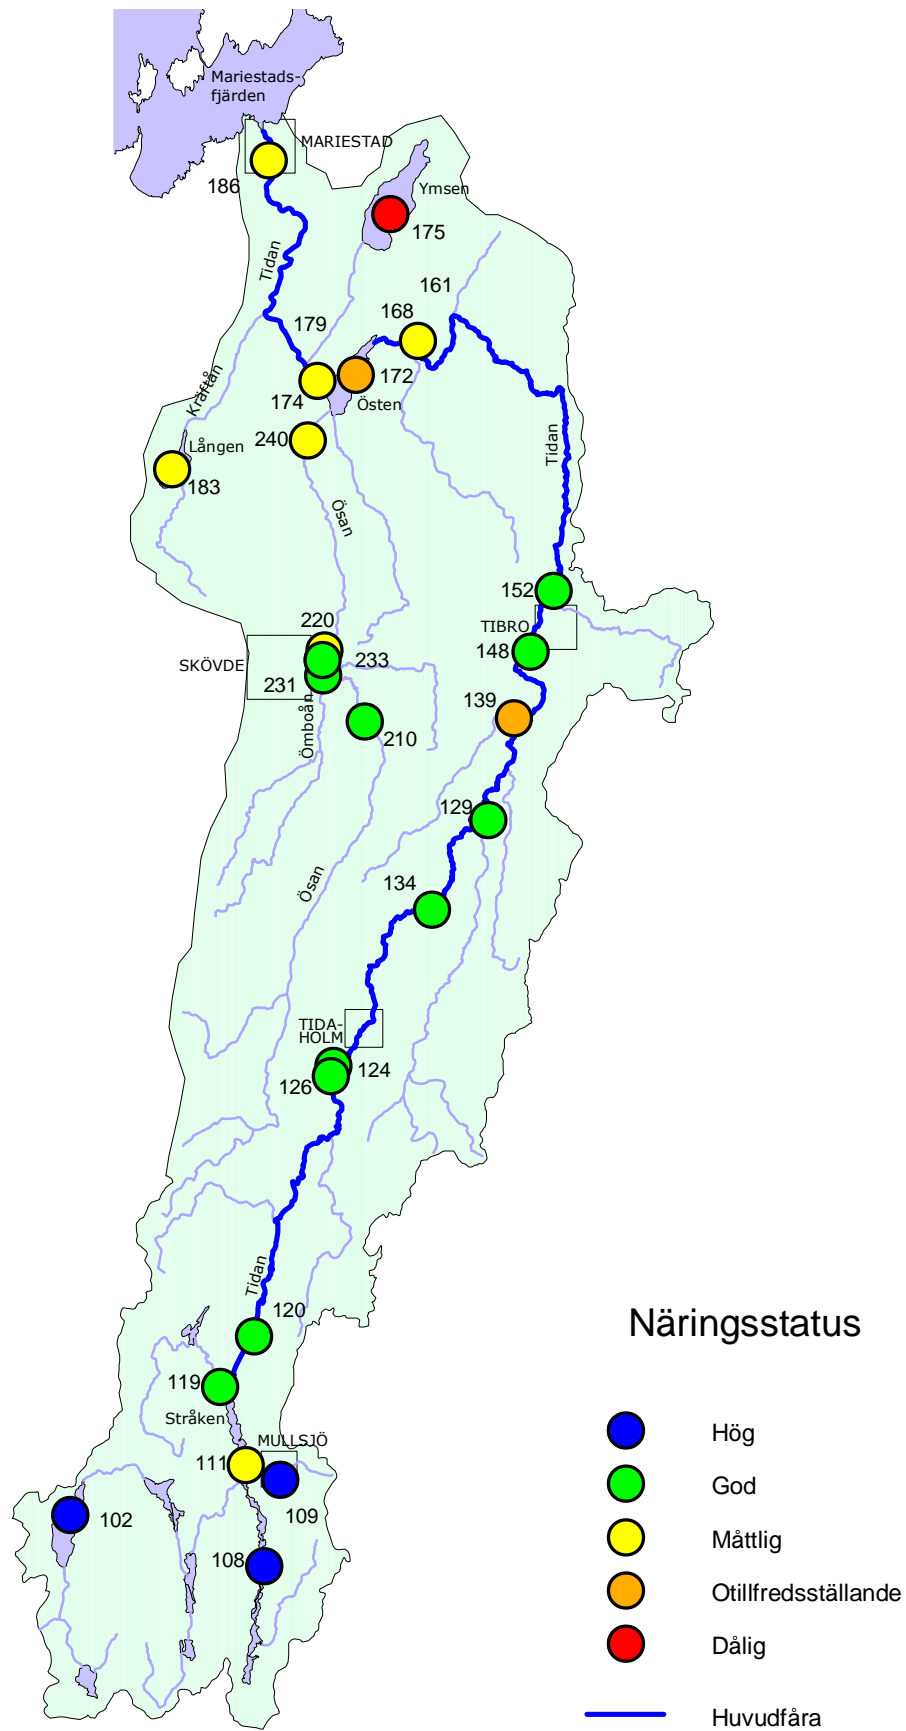 Mariestads-
fjärden
MARIESTAD
186
Ymsen
175
Tidan
161
168
179
172
174
Östen
Kräftån
240
Lången
183
Tidan
Ösan
152
TIBRO
148
220
SKÖVDE
233
231
139
Ömboån
210
129
134
Ösan
TIDA-
HOLM
124
126
Tidan
120
119
Stråken
MULLSJÖ
111
109
102
108
Näringsstatus
Hög
God
Måttlig
Otillfredsställande
Dålig
Huvudfåra